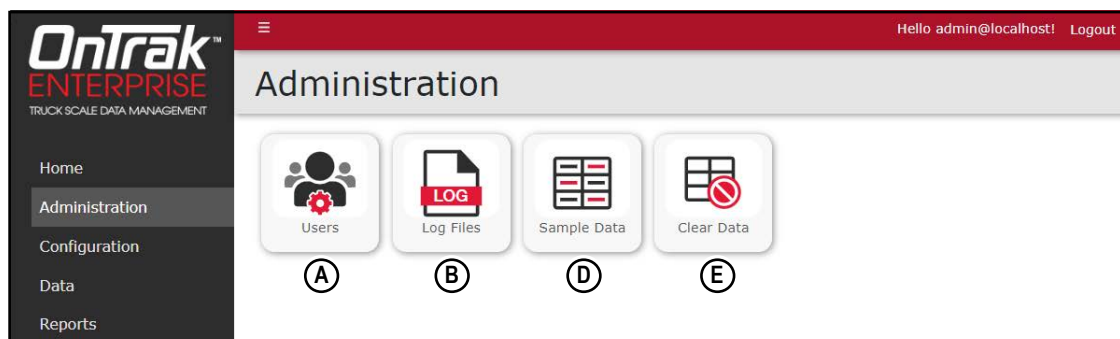 OnTrak™
ENTERPRISE
TRUCK SCALE DATA MANAGEMENT
Home
Administration
Configuration
Data
Reports
☰ Hello admin@localhost! Logout
Administration
LOG
Users Log Files Sample Data Clear Data
A B D E